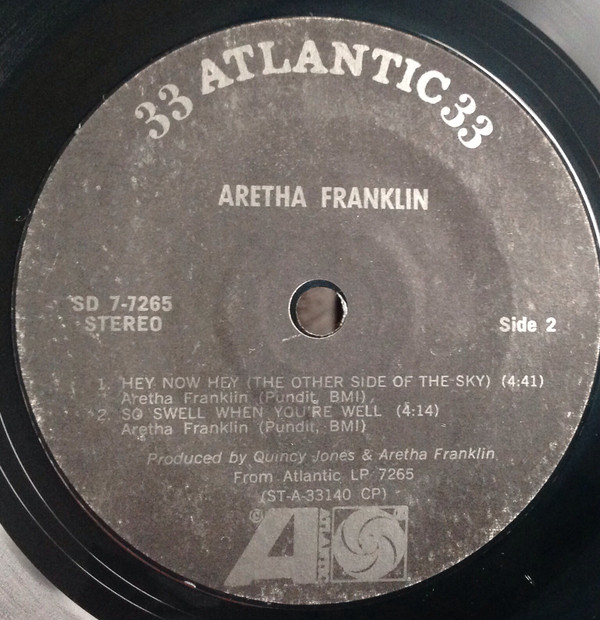 33 ATLANTIC 33
ARETHA FRANKLIN
SD 7-7265
STEREO
Side 2
1. HEY NOW HEY (THE OTHER SIDE OF THE SKY) (4:41)
Aretha Franklin (Pundit, BMI)
2. SO SWELL WHEN YOU'RE WELL (4:14)
Aretha Franklin (Pundit, BMI)
Produced by Quincy Jones & Aretha Franklin
From Atlantic LP 7265
(ST-A-33140 CP)
© A ATLANTIC ®